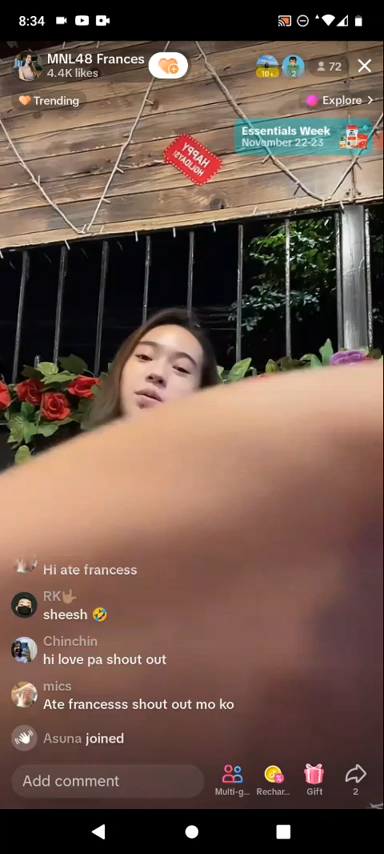 8:34
MNL48 Frances
4.4K likes
10+
2
72
Trending
Explore
Essentials Week
November 22-23
HAPPY
HOLIDAYS!
Hi ate francess
RK
sheesh 🤣
Chinchin
hi love pa shout out
mics
Ate francesss shout out mo ko
Asuna joined
Add comment
Multi-g...
Rechar...
Gift
2